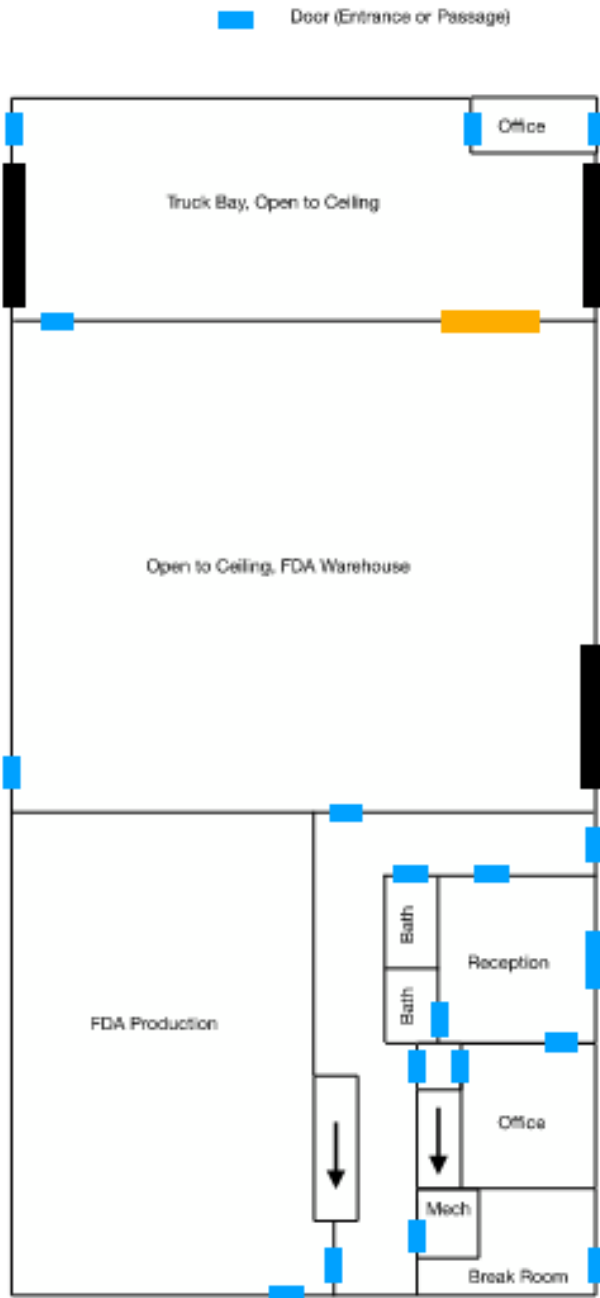 Door (Entrance or Passage)
Office
Truck Bay, Open to Ceiling
Open to Ceiling, FDA Warehouse
Bath
Reception
Bath
FDA Production
Office
Mech
Break Room